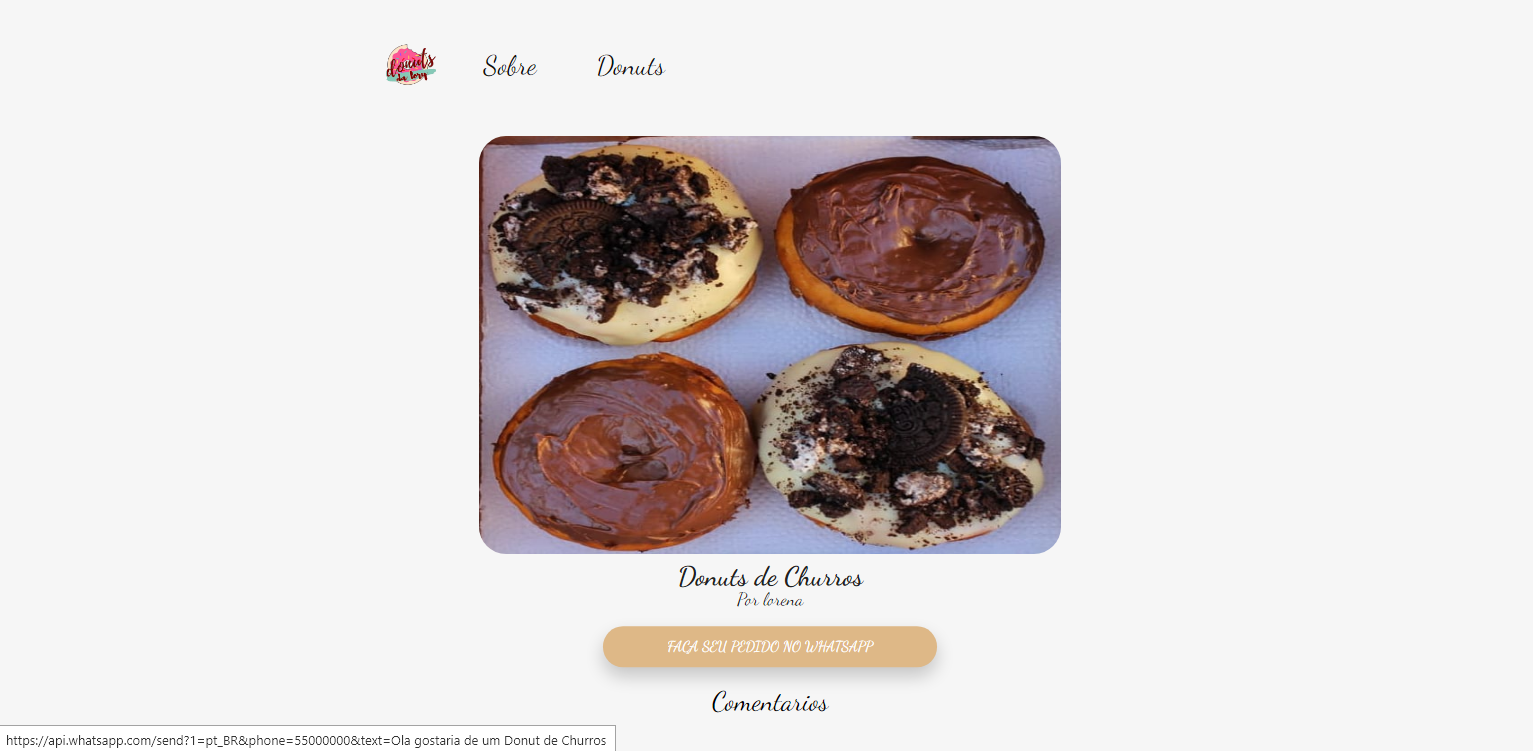 donuts
da lory
Sobre
Donuts
Donuts de Churros
Por lorena
FAÇA SEU PEDIDO NO WHATSAPP
Comentarios
https://api.whatsapp.com/send?1=pt_BR&phone=55000000&text=Ola gostaria de um Donut de Churros